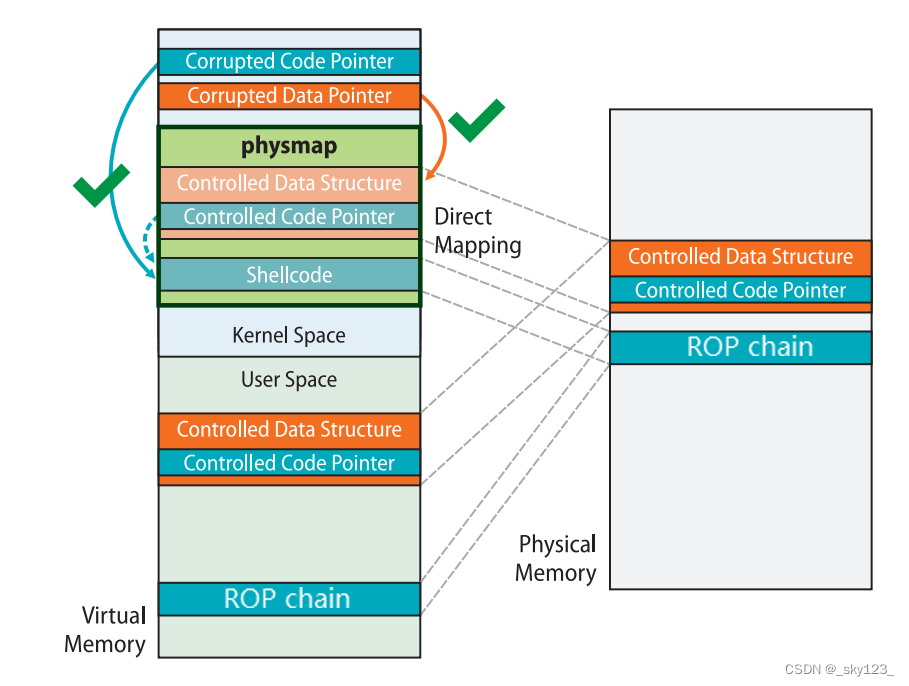 Corrupted Code Pointer
Corrupted Data Pointer
physmap
Controlled Data Structure
Controlled Code Pointer
Shellcode
Direct
Mapping
Kernel Space
User Space
Controlled Data Structure
Controlled Code Pointer
ROP chain
Virtual
Memory
Controlled Data Structure
Controlled Code Pointer
ROP chain
Physical
Memory
CSDN @_sky123_